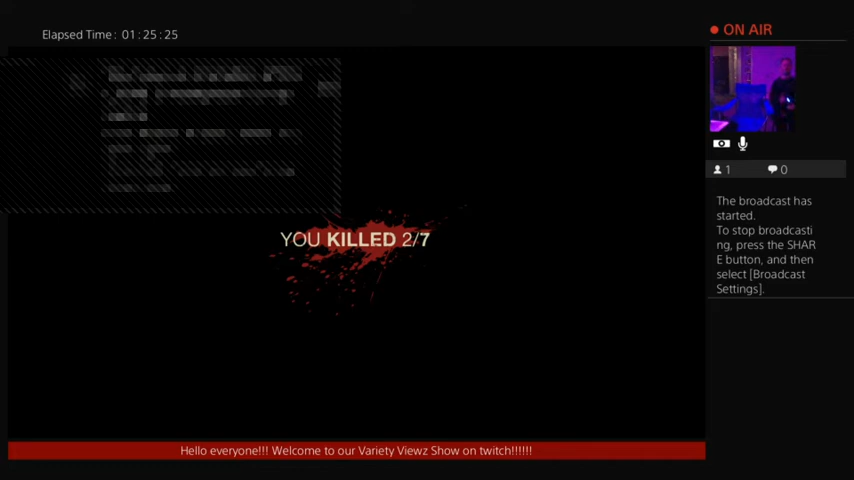 Elapsed Time: 01:25:25
ON AIR
1
0
The broadcast has
started.
To stop broadcasti
ng, press the SHAR
E button, and then
select [Broadcast
Settings].
YOU KILLED 2/7
Hello everyone!!! Welcome to our Variety Viewz Show on twitch!!!!!!